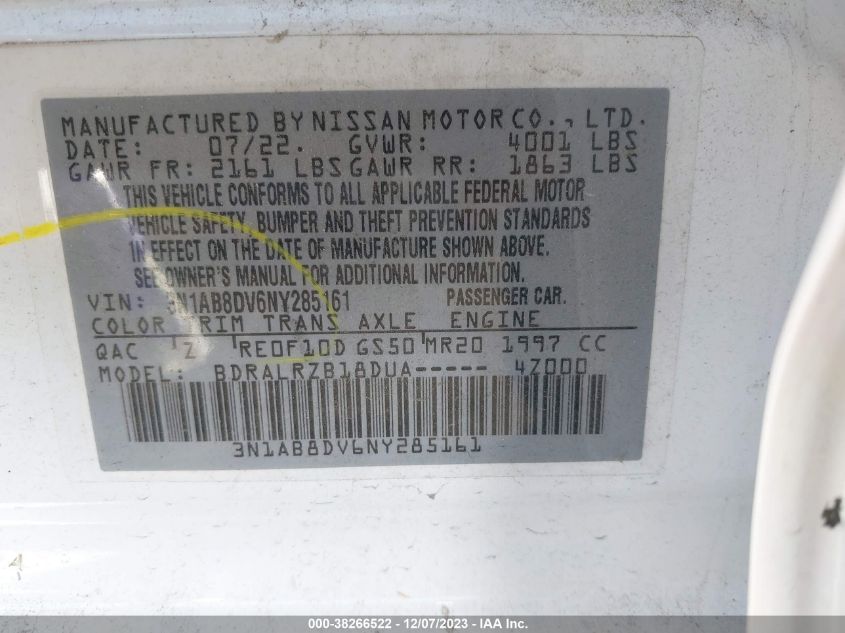 MANUFACTURED BY NISSAN MOTOR CO., LTD.
DATE: 07/22. GVWR: 4001 LBS
GAWR FR: 2161 LBS GAWR RR: 1863 LBS
THIS VEHICLE CONFORMS TO ALL APPLICABLE FEDERAL MOTOR
VEHICLE SAFETY, BUMPER AND THEFT PREVENTION STANDARDS
IN EFFECT ON THE DATE OF MANUFACTURE SHOWN ABOVE.
SEE OWNER'S MANUAL FOR ADDITIONAL INFORMATION.
VIN: 3N1AB8DV6NY285161 PASSENGER CAR.
COLOR TRIM TRANS AXLE ENGINE
QAC Z RE0F10D GS50 MR20 1997 CC
MODEL: BDRALRZB18DUA----- 4Z000
3N1AB8DV6NY285161
000-38266522 - 12/07/2023 - IAA Inc.